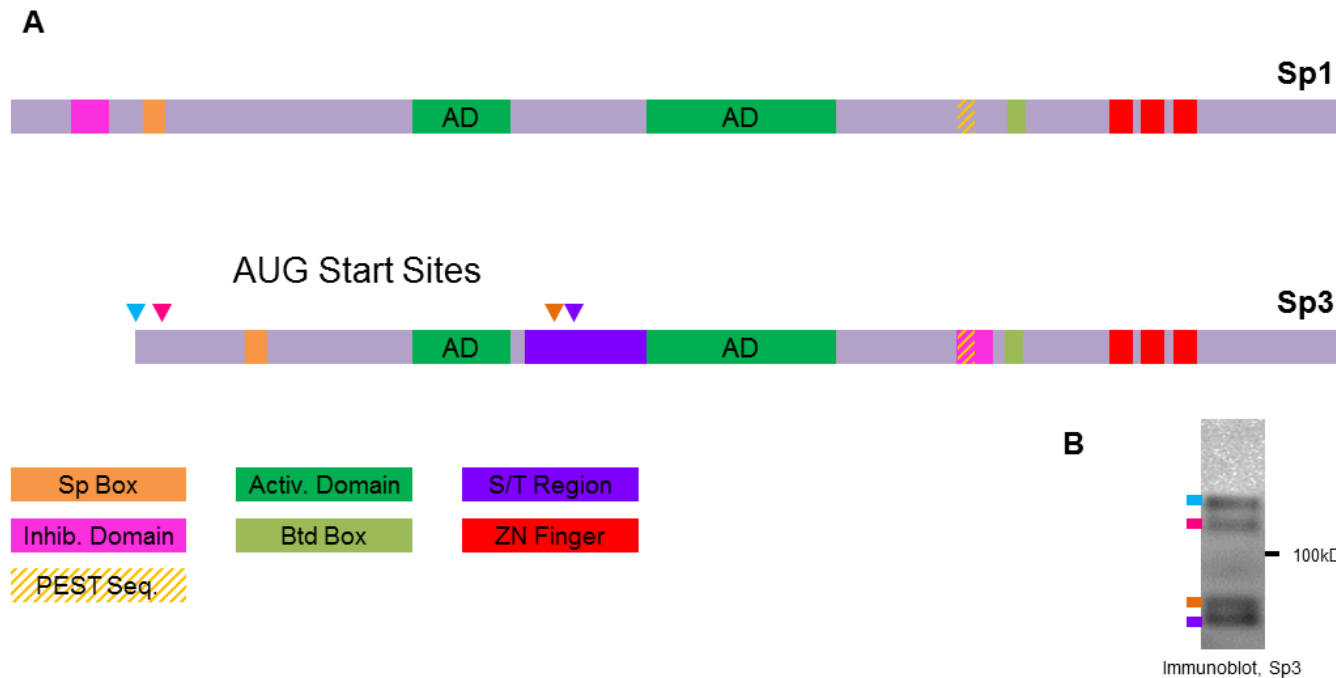 A
Sp1
AD AD
AUG Start Sites
Sp3
AD AD
Sp Box Activ. Domain S/T Region
Inhib. Domain Btd Box ZN Finger
PEST Seq.
B
100kD
Immunoblot, Sp3